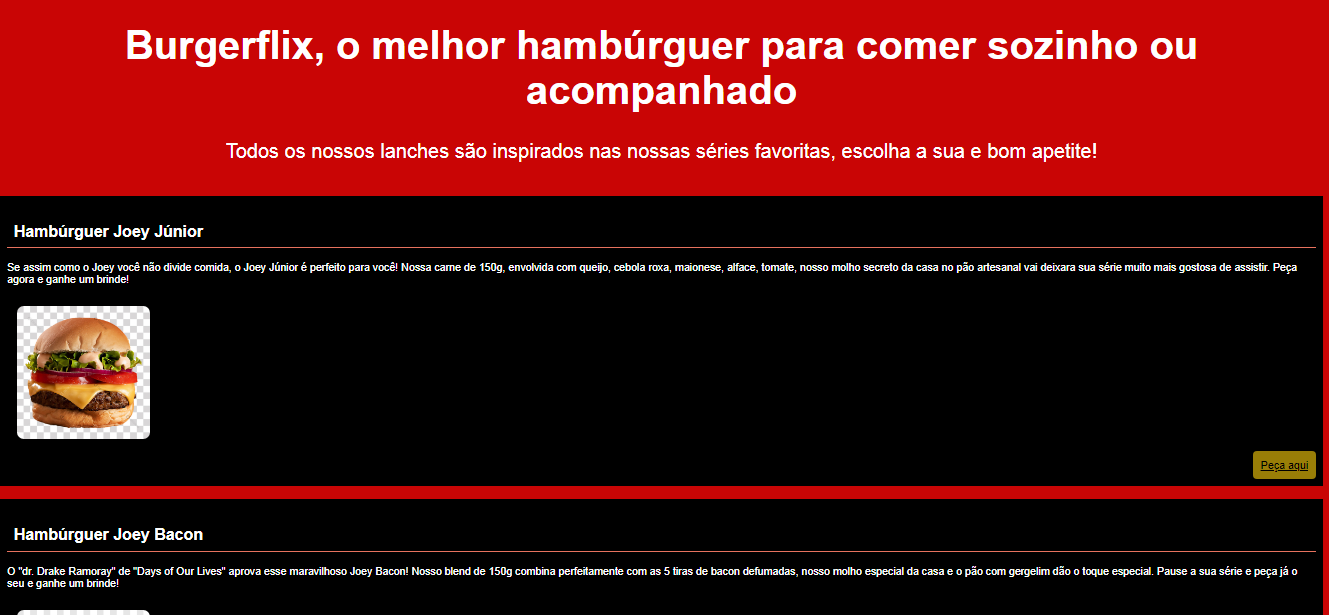 Burgerflix, o melhor hambúrguer para comer sozinho ou
acompanhado
Todos os nossos lanches são inspirados nas nossas séries favoritas, escolha a sua e bom apetite!
Hambúrguer Joey Júnior
Se assim como o Joey você não divide comida, o Joey Júnior é perfeito para você! Nossa carne de 150g, envolvida com queijo, cebola roxa, maionese, alface, tomate, nosso molho secreto da casa no pão artesanal vai deixara sua série muito mais gostosa de assistir. Peça
agora e ganhe um brinde!
Peça aqui
Hambúrguer Joey Bacon
O "dr. Drake Ramoray" de "Days of Our Lives" aprova esse maravilhoso Joey Bacon! Nosso blend de 150g combina perfeitamente com as 5 tiras de bacon defumadas, nosso molho especial da casa e o pão com gergelim dão o toque especial. Pause a sua série e peça já o
seu e ganhe um brinde!